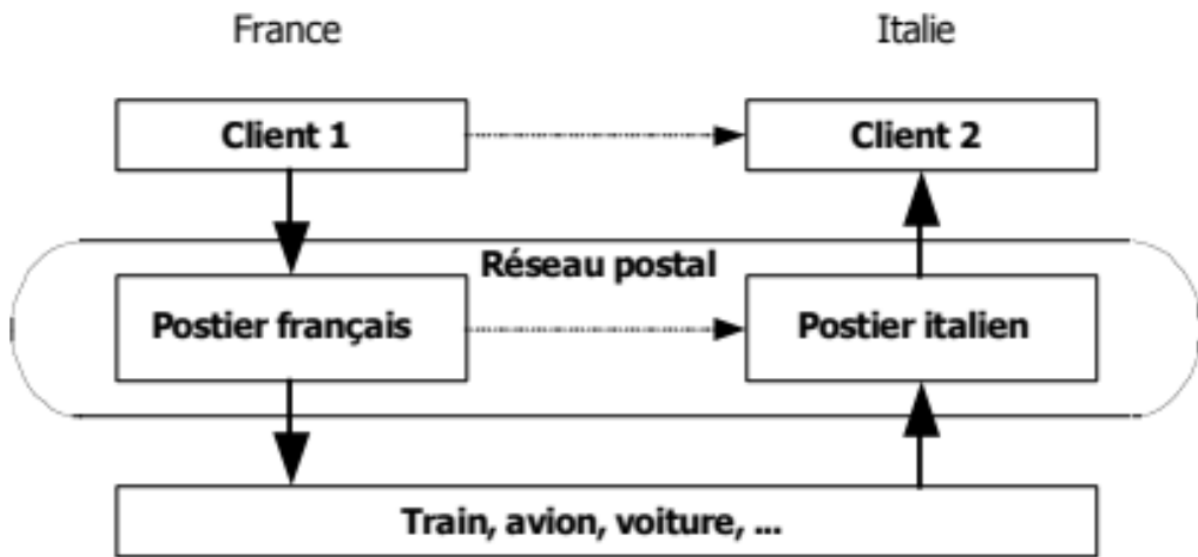 France
Italie
Client 1
Client 2
Réseau postal
Postier français
Postier italien
Train, avion, voiture, ...